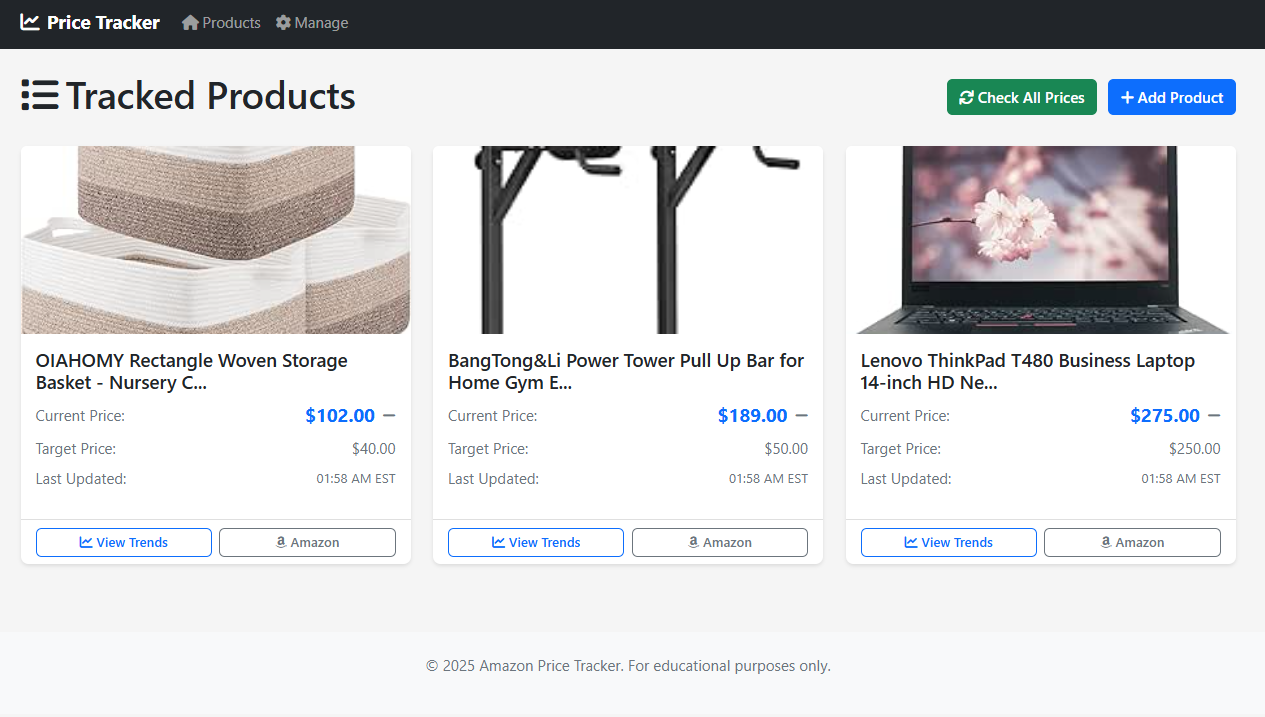 Price Tracker Products Manage
Tracked Products
Check All Prices
Add Product
OIAHOMY Rectangle Woven Storage
Basket - Nursery C...
Current Price: $102.00 —
Target Price: $40.00
Last Updated: 01:58 AM EST
View Trends
Amazon
BangTong&Li Power Tower Pull Up Bar for
Home Gym E...
Current Price: $189.00 —
Target Price: $50.00
Last Updated: 01:58 AM EST
View Trends
Amazon
Lenovo ThinkPad T480 Business Laptop
14-inch HD Ne...
Current Price: $275.00 —
Target Price: $250.00
Last Updated: 01:58 AM EST
View Trends
Amazon
© 2025 Amazon Price Tracker. For educational purposes only.